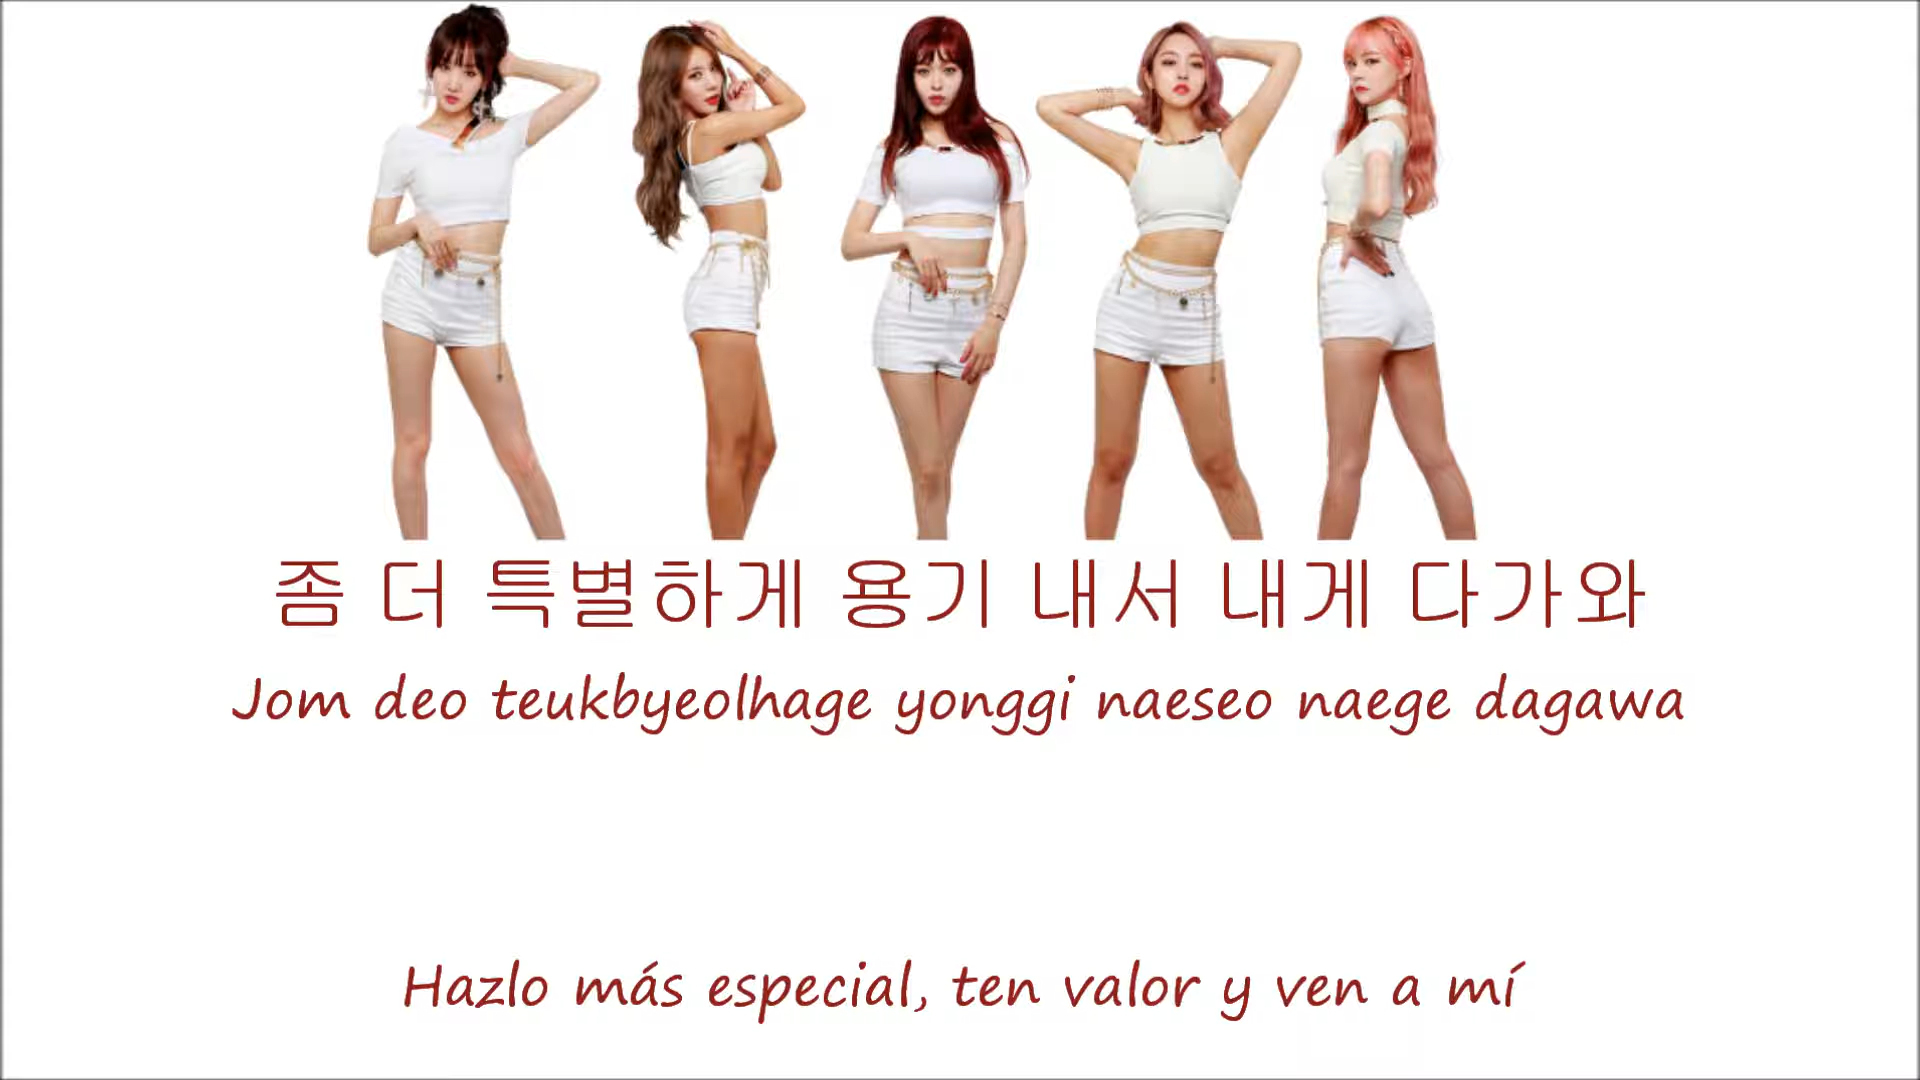 좀 더 특별하게 용기 내서 내게 다가와
Jom deo teukbyeolhage yonggi naeseo naege dagawa
Hazlo más especial, ten valor y ven a mí